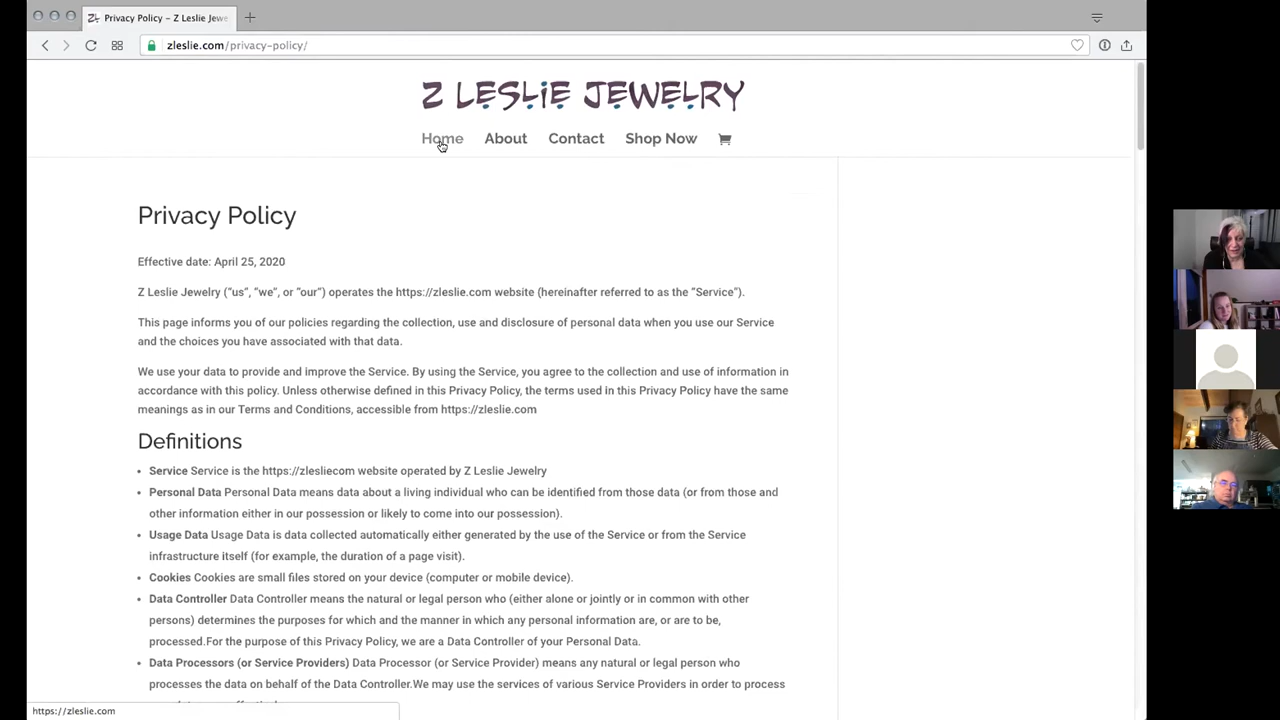 Privacy Policy – Z Leslie Jewe
zleslie.com/privacy-policy/
Z LESLIE JEWELRY
Home About Contact Shop Now
Privacy Policy
Effective date: April 25, 2020
Z Leslie Jewelry (“us”, “we”, or “our”) operates the https://zleslie.com website (hereinafter referred to as the “Service”).
This page informs you of our policies regarding the collection, use and disclosure of personal data when you use our Service
and the choices you have associated with that data.
We use your data to provide and improve the Service. By using the Service, you agree to the collection and use of information in
accordance with this policy. Unless otherwise defined in this Privacy Policy, the terms used in this Privacy Policy have the same
meanings as in our Terms and Conditions, accessible from https://zleslie.com
Definitions
• Service Service is the https://zlesliecom website operated by Z Leslie Jewelry
• Personal Data Personal Data means data about a living individual who can be identified from those data (or from those and
other information either in our possession or likely to come into our possession).
• Usage Data Usage Data is data collected automatically either generated by the use of the Service or from the Service
infrastructure itself (for example, the duration of a page visit).
• Cookies Cookies are small files stored on your device (computer or mobile device).
• Data Controller Data Controller means the natural or legal person who (either alone or jointly or in common with other
persons) determines the purposes for which and the manner in which any personal information are, or are to be,
processed.For the purpose of this Privacy Policy, we are a Data Controller of your Personal Data.
• Data Processors (or Service Providers) Data Processor (or Service Provider) means any natural or legal person who
processes the data on behalf of the Data Controller.We may use the services of various Service Providers in order to process
https://zleslie.com